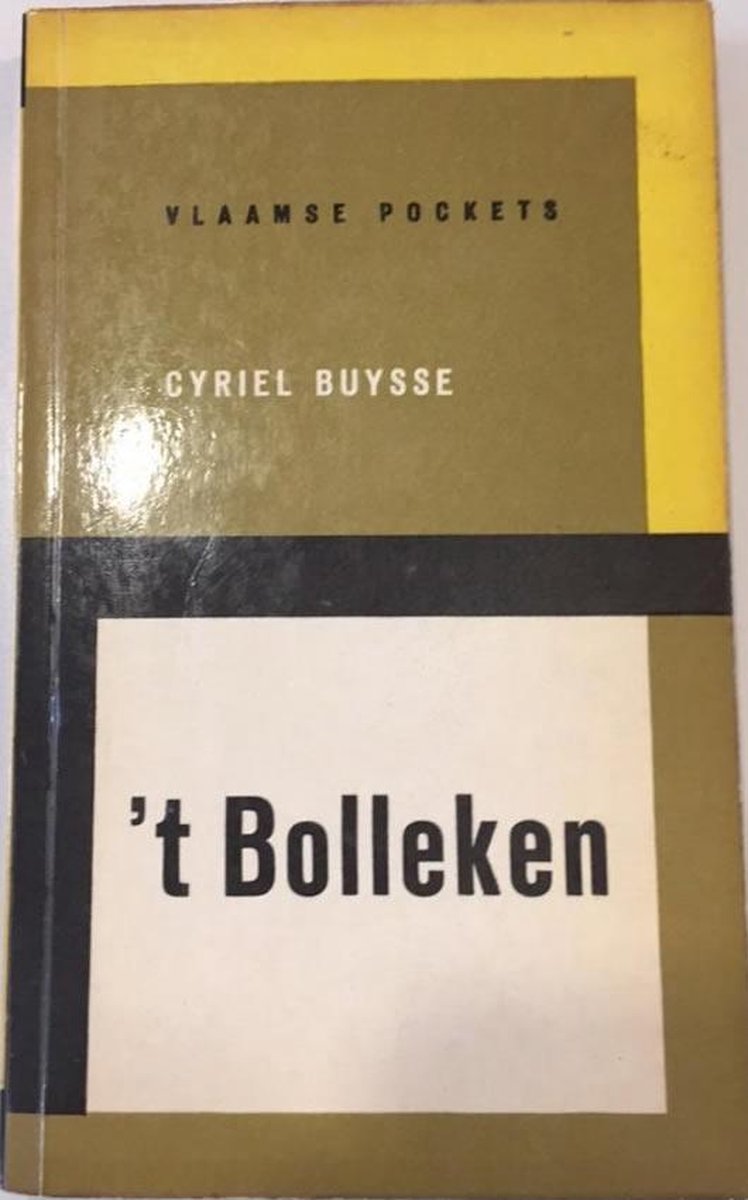 VLAAMSE POCKETS
CYRIEL BUYSSE
’t Bolleken